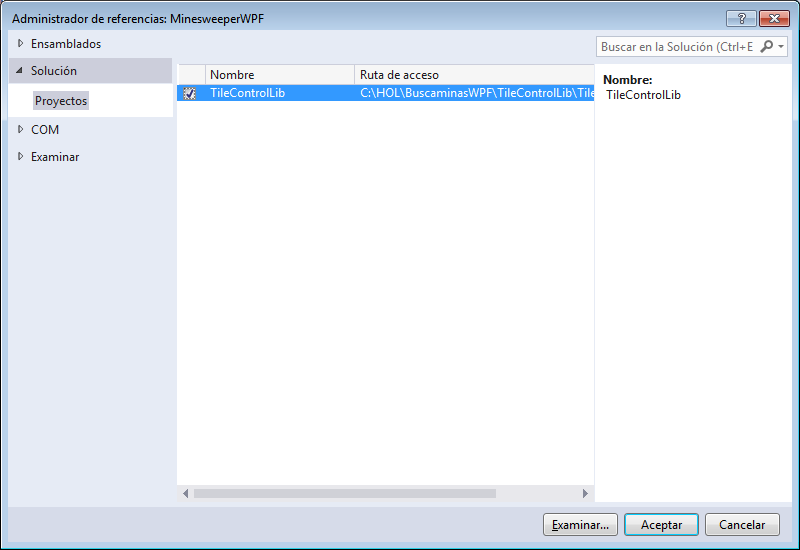 Administrador de referencias: MinesweeperWPF
?
Ensamblados
Solución
Proyectos
COM
Examinar
Nombre Ruta de acceso
TileControlLib C:\HOL\BuscaminasWPF\TileControlLib\Tile
Buscar en la Solución (Ctrl+E
Nombre:
TileControlLib
Examinar... Aceptar Cancelar